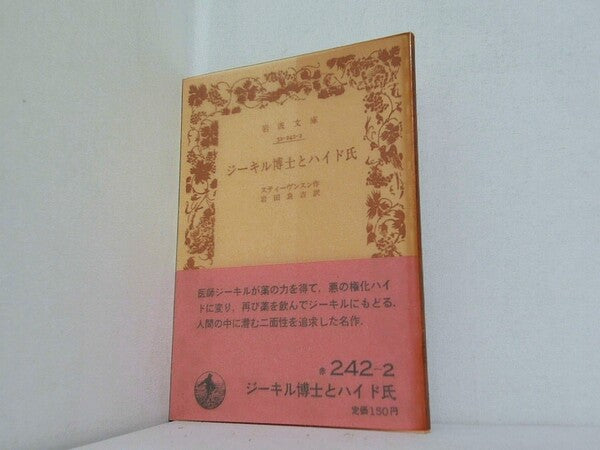 岩波文庫
32-242-2
ジーキル博士とハイド氏
スティーヴンスン作
岩田良吉訳
医師ジーキルが薬の力を得て，悪の権化ハイ
ドに変り，再び薬を飲んでジーキルにもどる．
人間の中に潜む二面性を追求した名作．
赤 242-2
ジーキル博士とハイド氏
定価150円